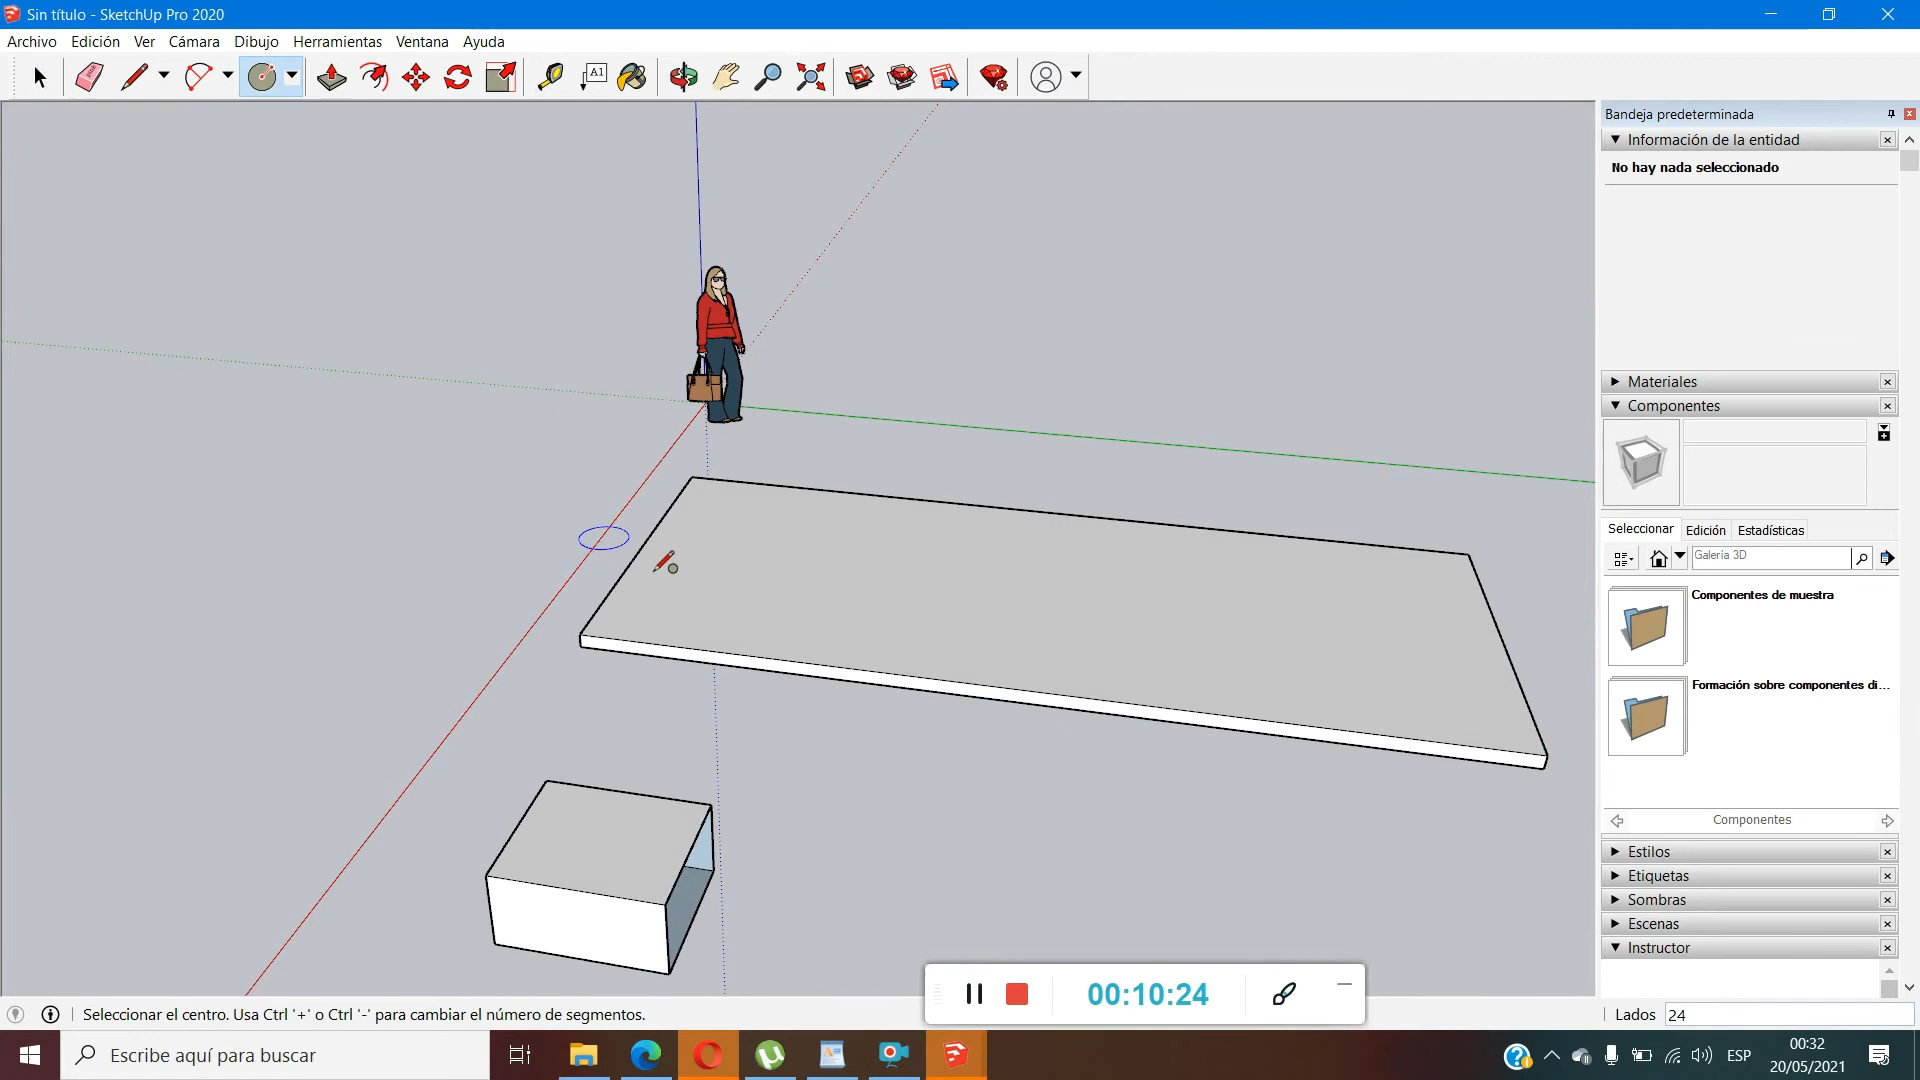 Sin título - SketchUp Pro 2020
Archivo Edición Ver Cámara Dibujo Herramientas Ventana Ayuda
A1
Bandeja predeterminada
Información de la entidad
No hay nada seleccionado
Materiales
Componentes
Seleccionar Edición Estadísticas
Galería 3D
Componentes de muestra
Formación sobre componentes di...
Componentes
Estilos
Etiquetas
Sombras
Escenas
Instructor
00:10:24
Seleccionar el centro. Usa Ctrl '+' o Ctrl '-' para cambiar el número de segmentos.
Lados 24
Escribe aquí para buscar
ESP
00:32
20/05/2021